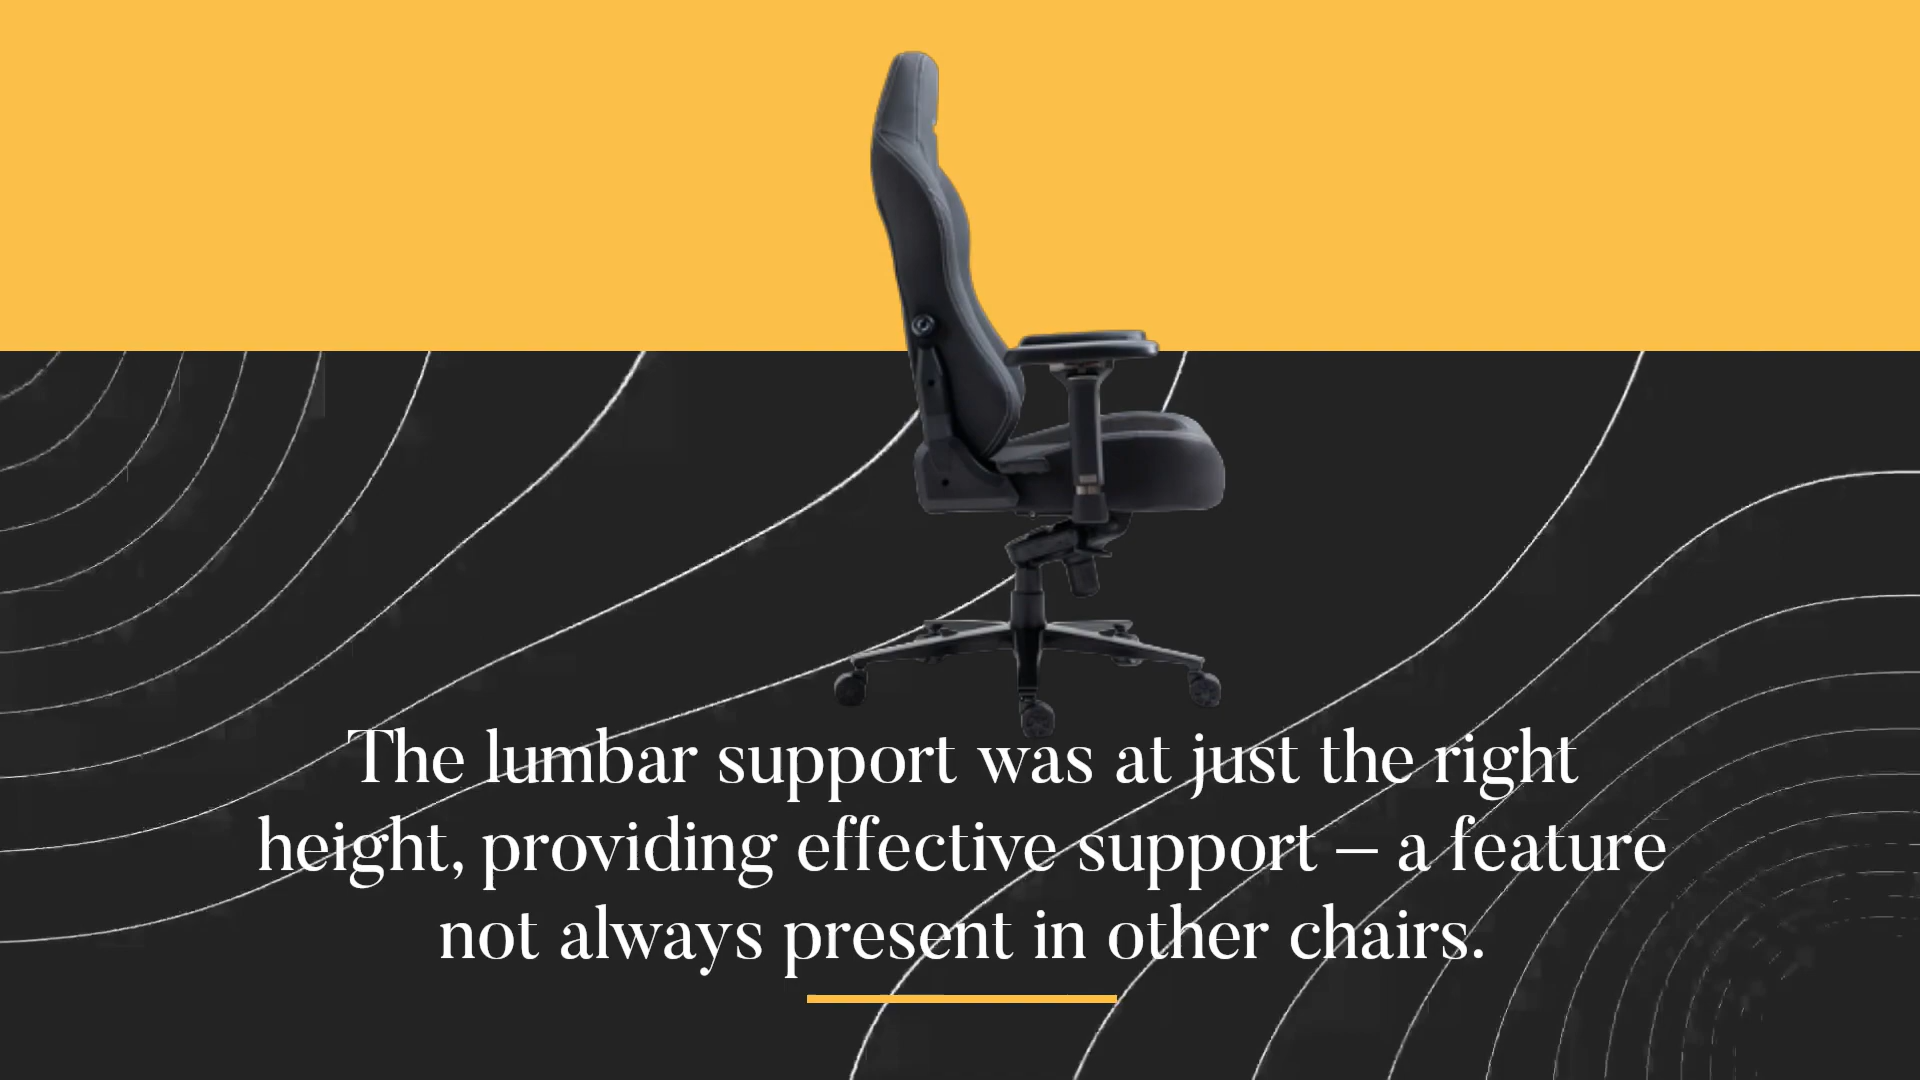 The lumbar support was at just the right
height, providing effective support – a feature
not always present in other chairs.